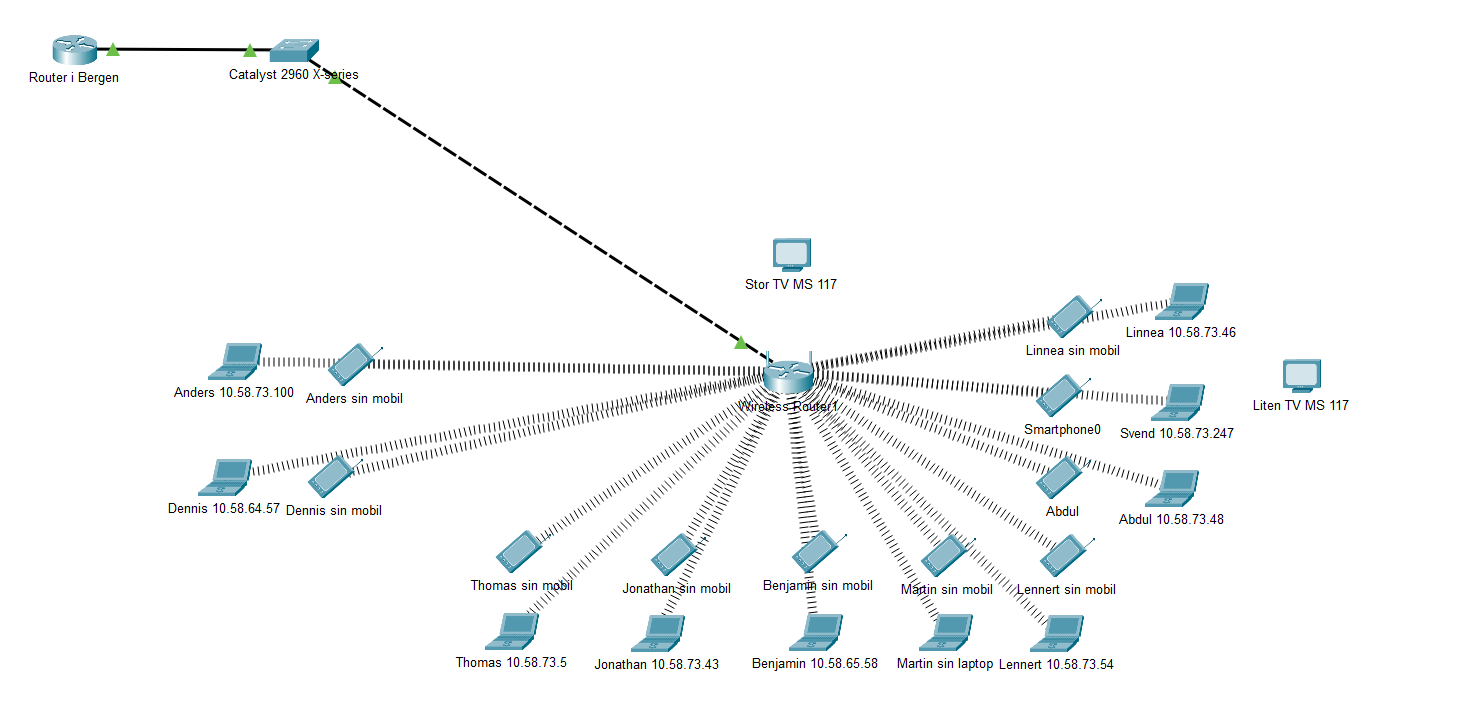 Router i Bergen
Catalyst 2960 X-series
Stor TV MS 117
Linnea 10.58.73.46
Linnea sin mobil
Anders 10.58.73.100
Anders sin mobil
Wireless Router1
Liten TV MS 117
Smartphone0
Svend 10.58.73.247
Dennis 10.58.64.57
Dennis sin mobil
Abdul
Abdul 10.58.73.48
Thomas sin mobil
Jonathan sin mobil
Benjamin sin mobil
Martin sin mobil
Lennert sin mobil
Thomas 10.58.73.5
Jonathan 10.58.73.43
Benjamin 10.58.65.58
Martin sin laptop
Lennert 10.58.73.54